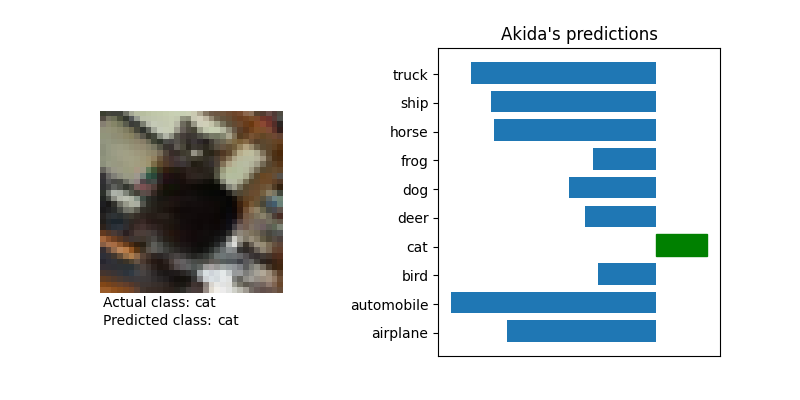 Akida's predictions
truck
ship
horse
frog
dog
deer
cat
bird
automobile
airplane
Actual class: cat
Predicted class: cat